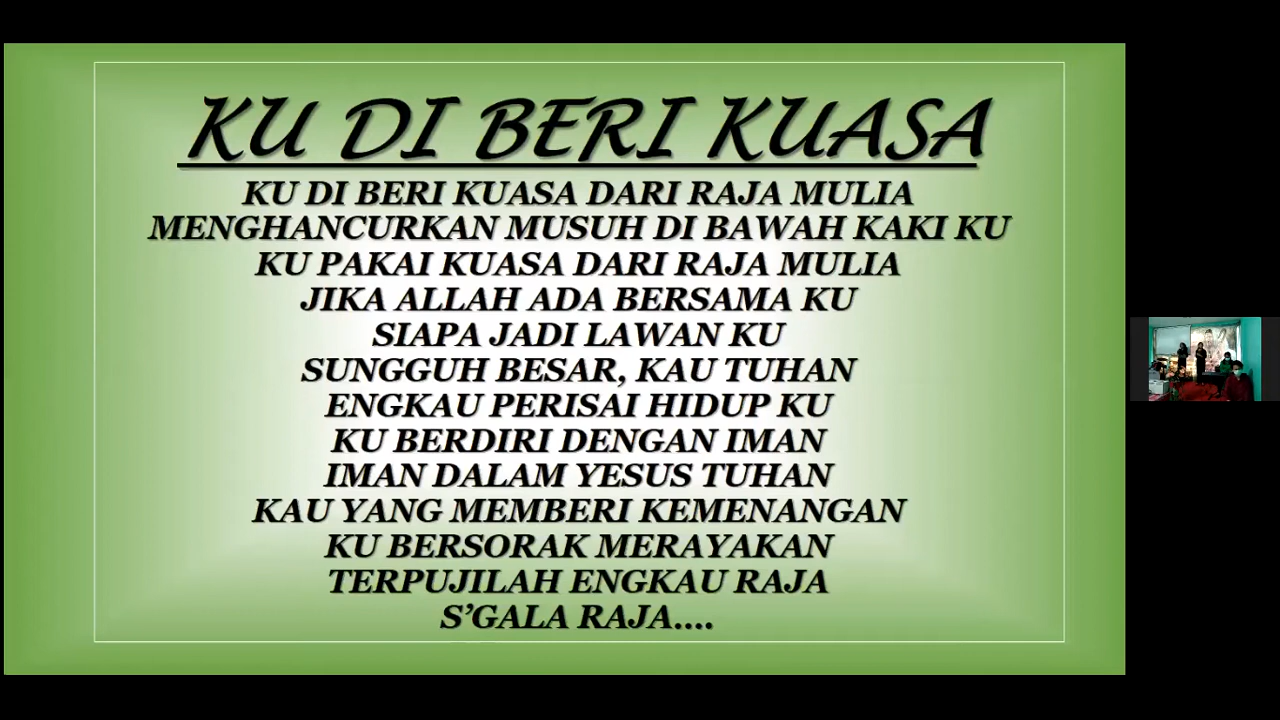 KU DI BERI KUASA
KU DI BERI KUASA DARI RAJA MULIA
MENGHANCURKAN MUSUH DI BAWAH KAKI KU
KU PAKAI KUASA DARI RAJA MULIA
JIKA ALLAH ADA BERSAMA KU
SIAPA JADI LAWAN KU
SUNGGUH BESAR, KAU TUHAN
ENGKAU PERISAI HIDUP KU
KU BERDIRI DENGAN IMAN
IMAN DALAM YESUS TUHAN
KAU YANG MEMBERI KEMENANGAN
KU BERSORAK MERAYAKAN
TERPUJILAH ENGKAU RAJA
S’GALA RAJA....